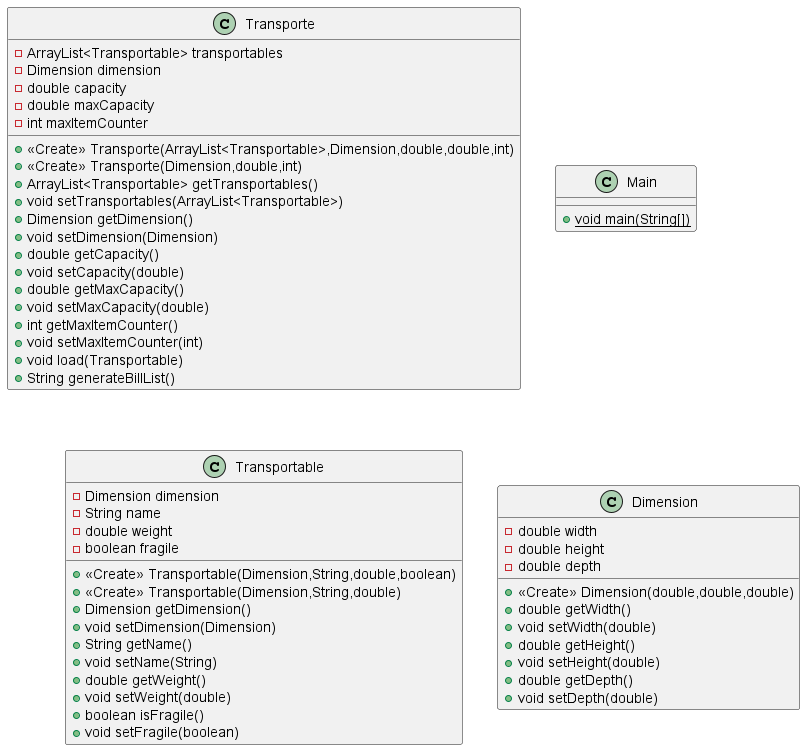 C Transporte
ArrayList<Transportable> transportables
Dimension dimension
double capacity
double maxCapacity
int maxItemCounter
«Create» Transporte(ArrayList<Transportable>,Dimension,double,double,int)
«Create» Transporte(Dimension,double,int)
ArrayList<Transportable> getTransportables()
void setTransportables(ArrayList<Transportable>)
Dimension getDimension()
void setDimension(Dimension)
double getCapacity()
void setCapacity(double)
double getMaxCapacity()
void setMaxCapacity(double)
int getMaxItemCounter()
void setMaxItemCounter(int)
void load(Transportable)
String generateBillList()
C Main
void main(String[])
C Transportable
Dimension dimension
String name
double weight
boolean fragile
«Create» Transportable(Dimension,String,double,boolean)
«Create» Transportable(Dimension,String,double)
Dimension getDimension()
void setDimension(Dimension)
String getName()
void setName(String)
double getWeight()
void setWeight(double)
boolean isFragile()
void setFragile(boolean)
C Dimension
double width
double height
double depth
«Create» Dimension(double,double,double)
double getWidth()
void setWidth(double)
double getHeight()
void setHeight(double)
double getDepth()
void setDepth(double)